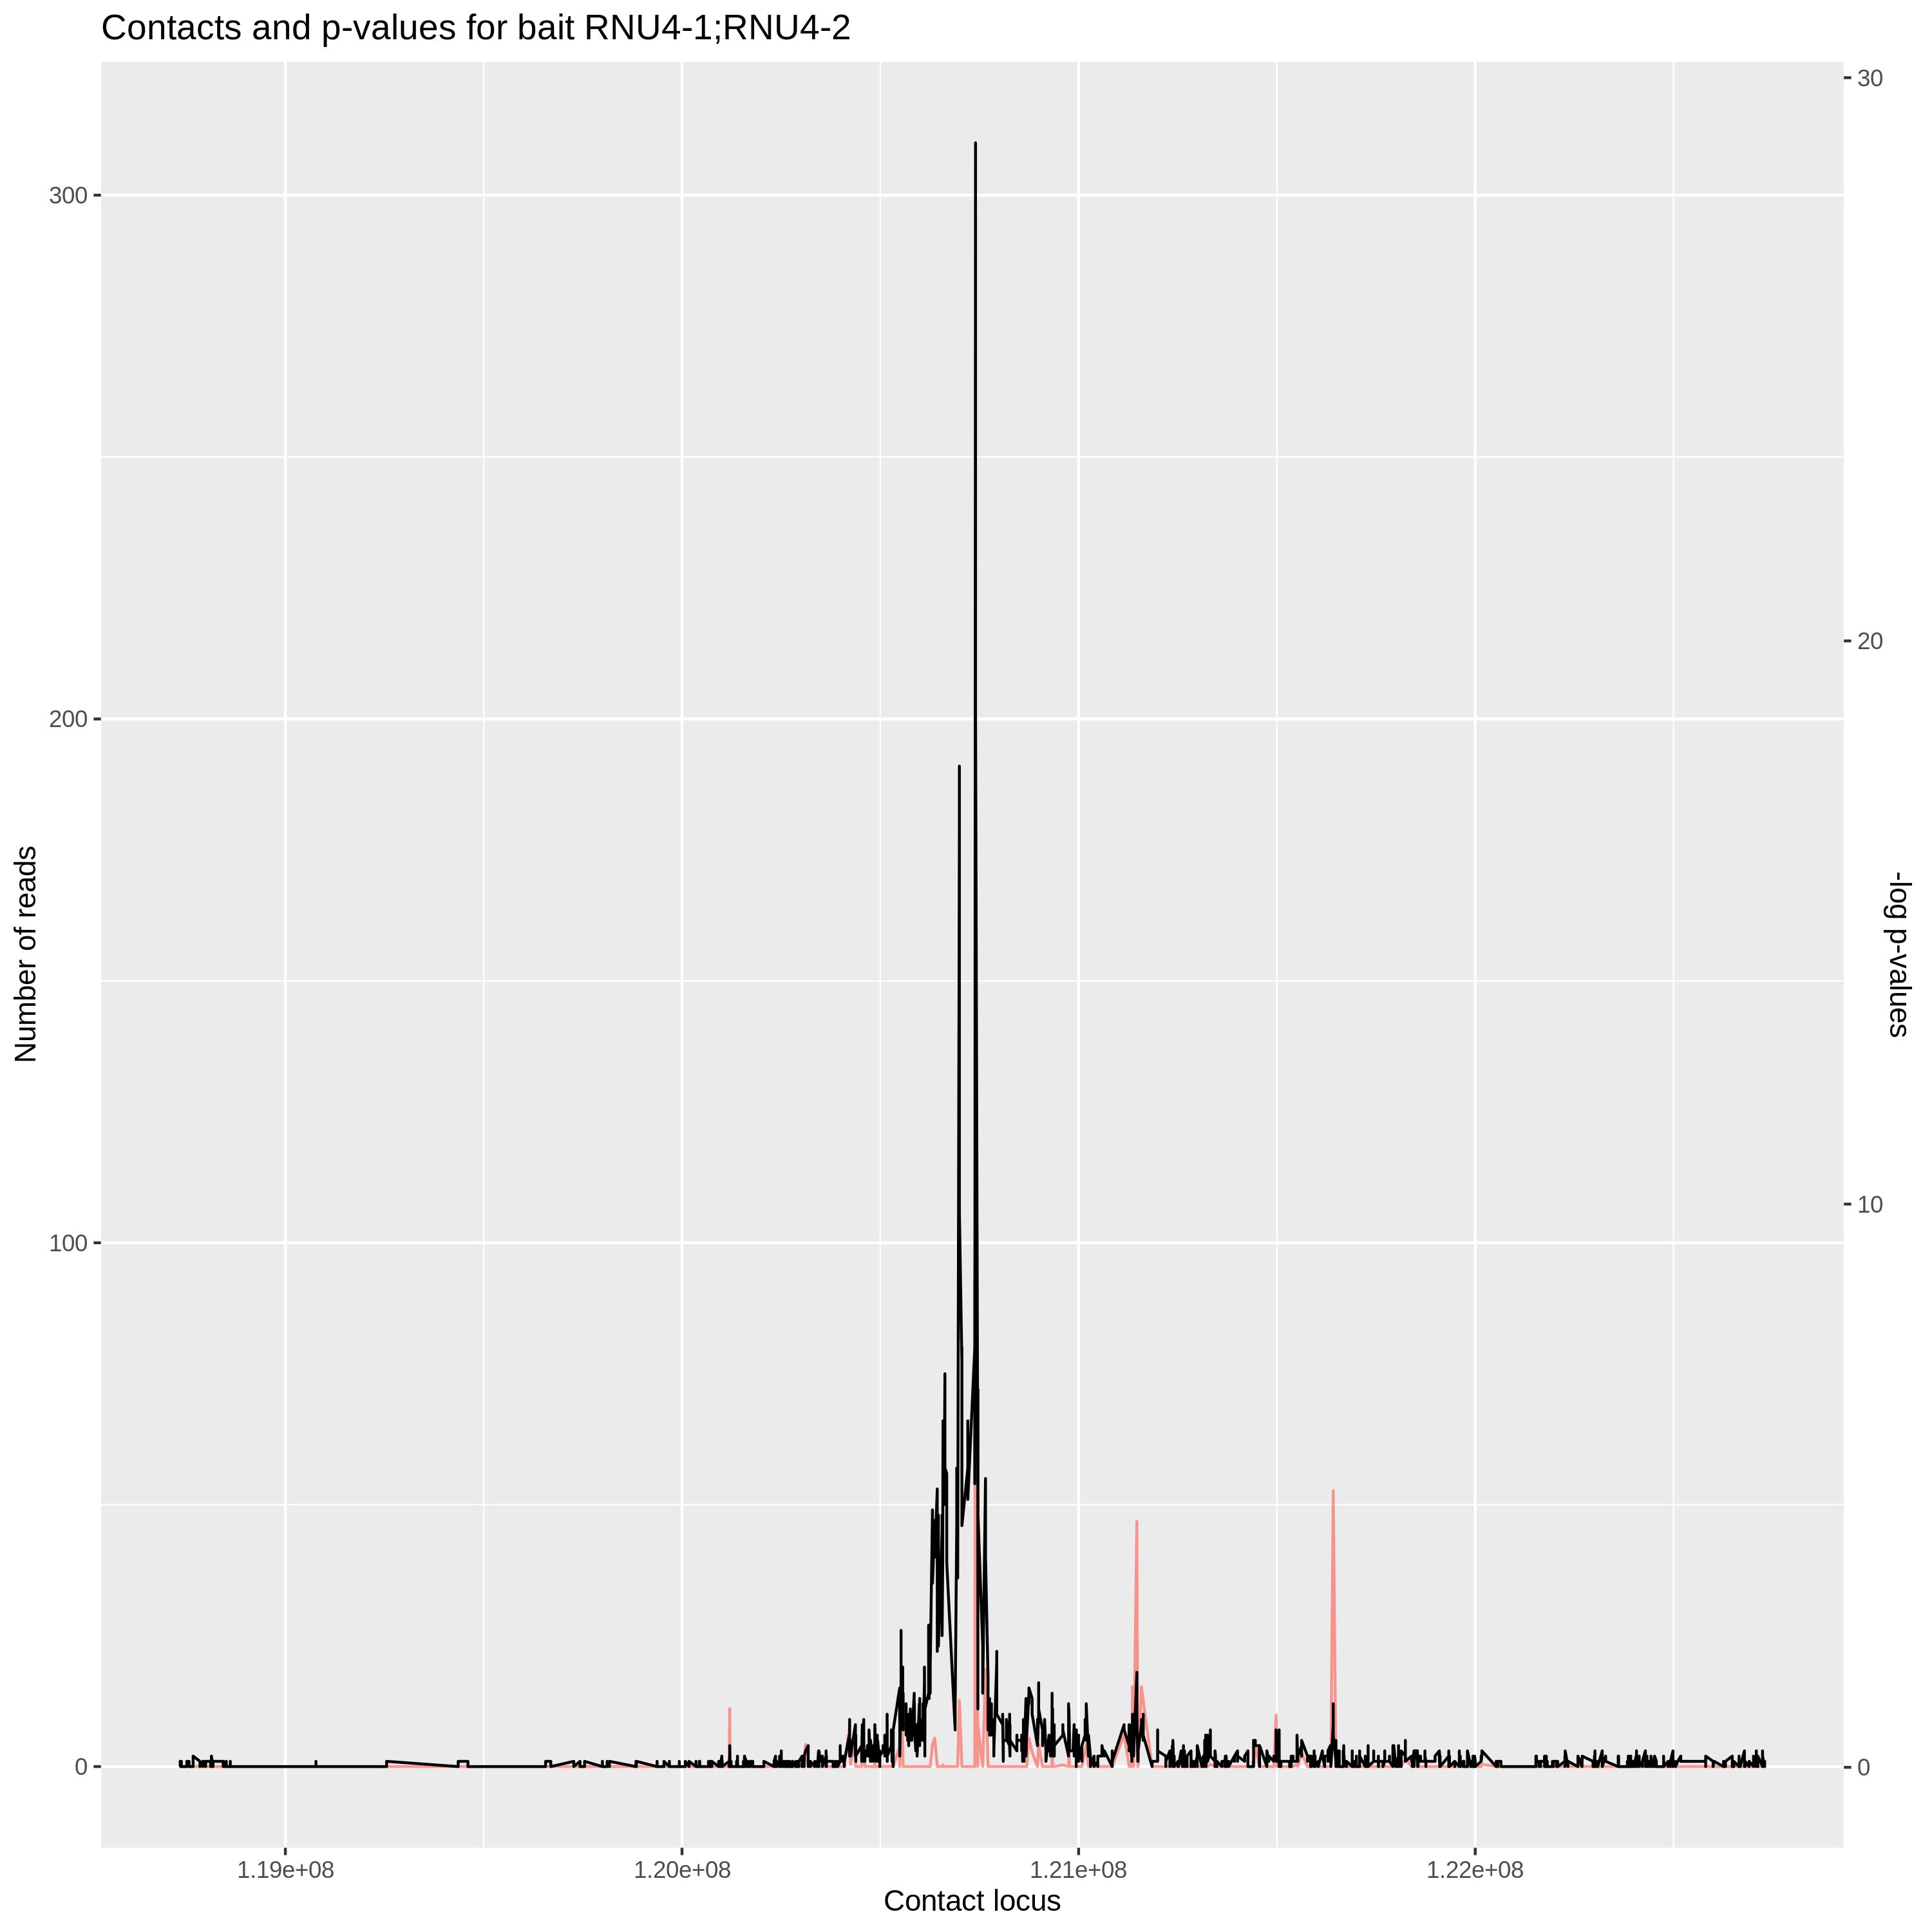 Contacts and p-values for bait RNU4-1;RNU4-2
30
300
20
200
Number of reads
-log p-values
10
100
0
0
1.19e+08
1.20e+08
1.21e+08
1.22e+08
Contact locus